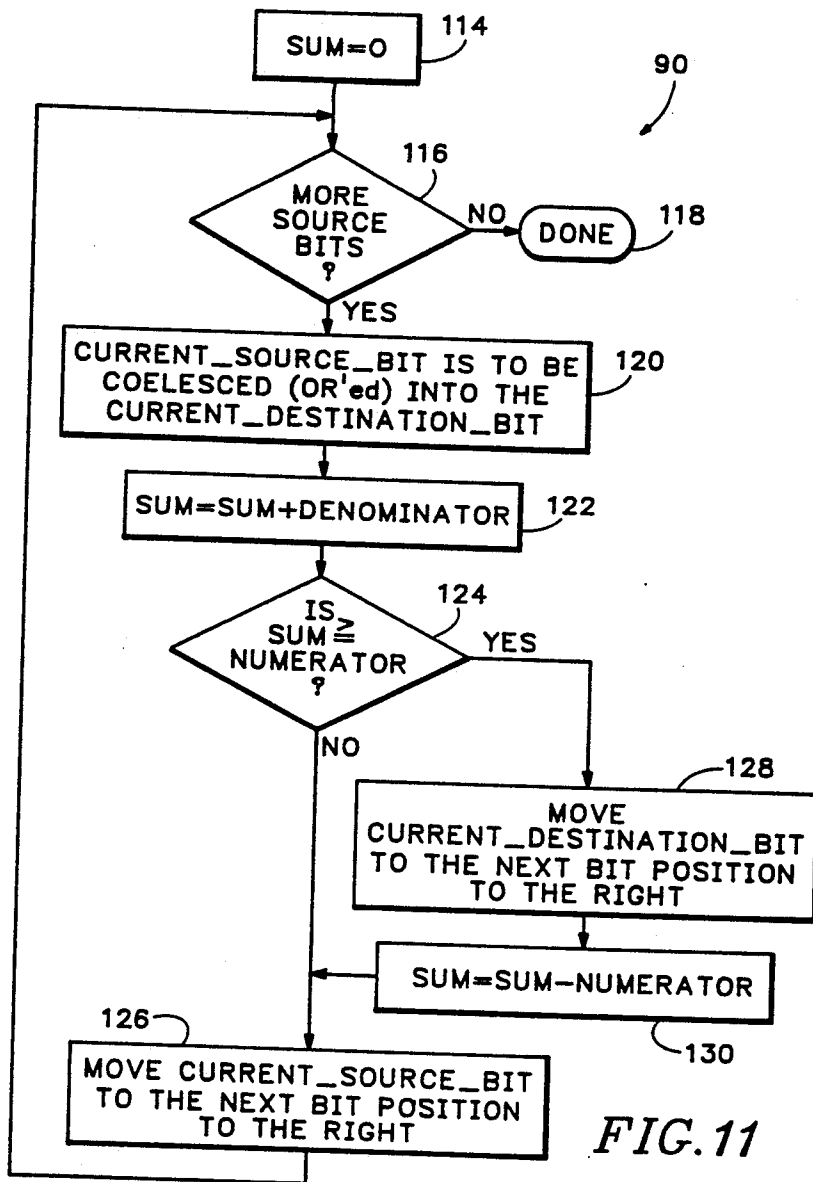 SUM=0
114
90
116
MORE
SOURCE
BITS
?
NO
DONE
118
YES
CURRENT_SOURCE_BIT IS TO BE
COELESCED (OR'ed) INTO THE
CURRENT_DESTINATION_BIT
120
SUM=SUM+DENOMINATOR
122
124
IS
SUM ≧
NUMERATOR
?
YES
NO
128
MOVE
CURRENT_DESTINATION_BIT
TO THE NEXT BIT POSITION
TO THE RIGHT
SUM=SUM-NUMERATOR
130
126
MOVE CURRENT_SOURCE_BIT
TO THE NEXT BIT POSITION
TO THE RIGHT
FIG.11